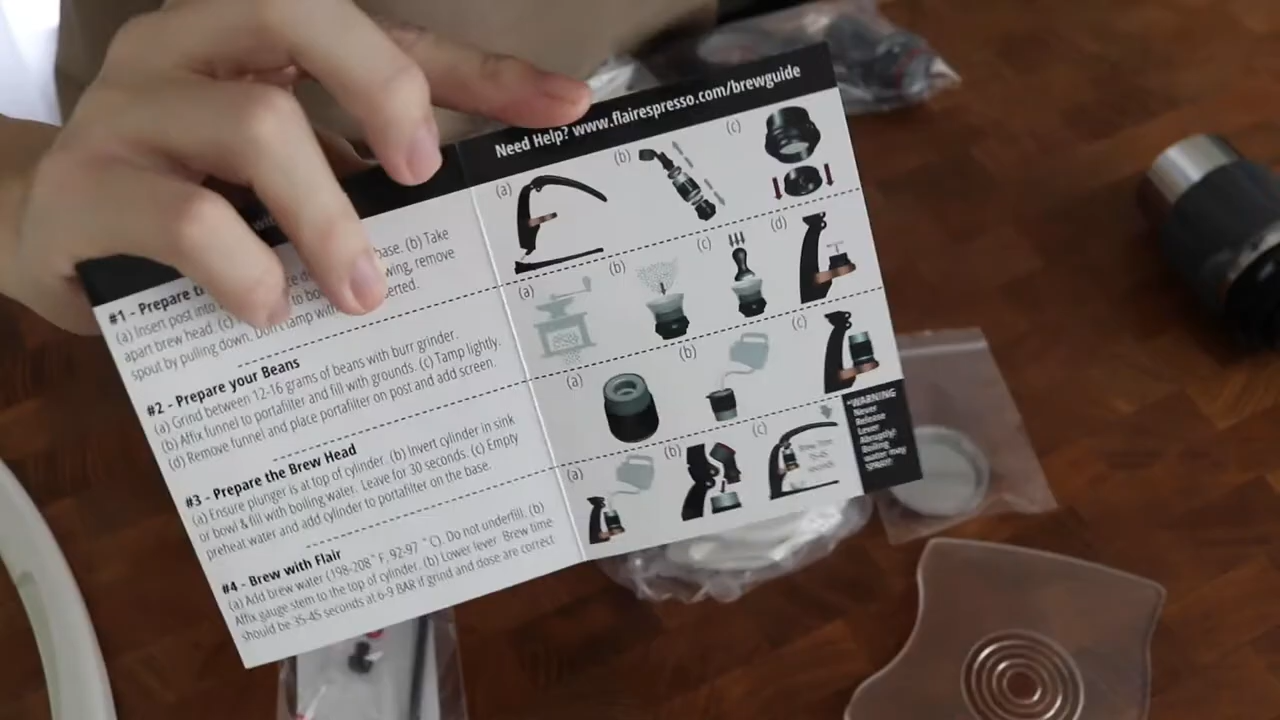 Need Help? www.flairespresso.com/brewguide
#1 - Prepare
(a) Insert post into base. (b) Take
apart brew head. (c) remove
spout by pulling down. Don't tamp
#2 - Prepare your Beans
(a) Grind between 12-16 grams of beans with burr grinder.
(b) Affix funnel to portafilter and fill with grounds. (c) Tamp lightly.
(d) Remove funnel and place portafilter on post and add screen.
#3 - Prepare the Brew Head
(a) Ensure plunger is at top of cylinder. (b) Invert cylinder in sink
or bowl & fill with boiling water. Leave for 30 seconds. (c) Empty
preheat water and add cylinder to portafilter on the base.
#4 - Brew with Flair
(a) Add brew water (198-208° F, 92-97 ° C). Do not underfill. (b)
Affix gauge stem to the top of cylinder. (b) Lower lever. Brew time
should be 35-45 seconds at 6-9 BAR if grind and dose are correct
(a) (b) (c)
(a) (b) (c) (d)
(a) (b) (c)
(a) (b) (c)
Brew Time
35-45
seconds
*WARNING
Never
Release
Lever
Abruptly!
Boiling
water may
SPRAY!